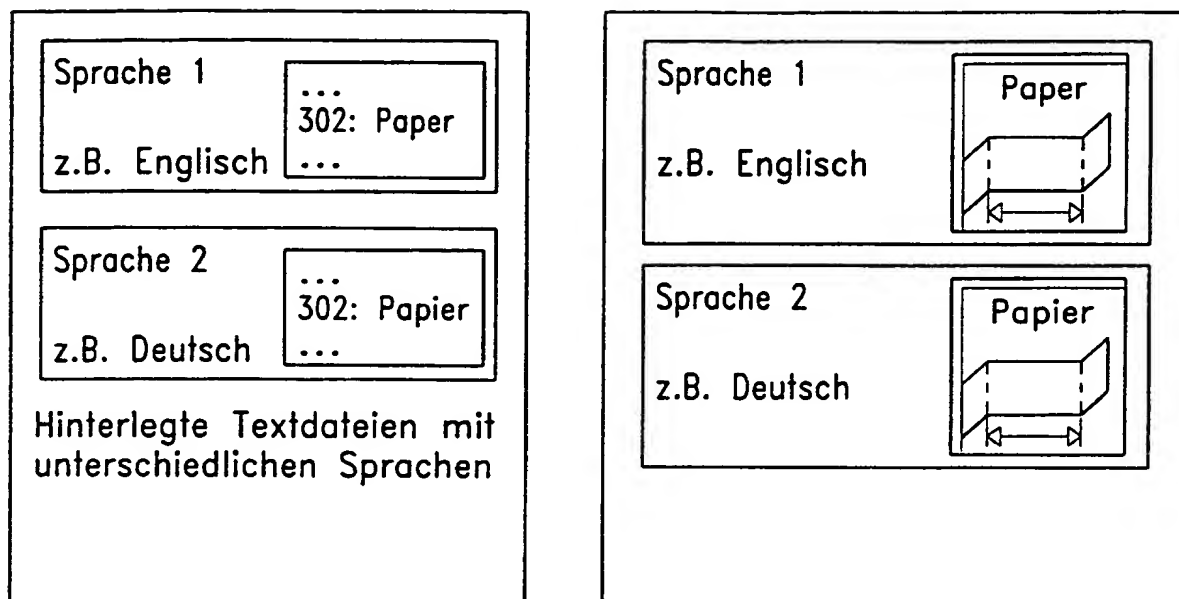 Sprache 1
z.B. Englisch
...
302: Paper
...
Sprache 2
z.B. Deutsch
...
302: Papier
...
Hinterlegte Textdateien mit
unterschiedlichen Sprachen
Sprache 1
z.B. Englisch
Paper
Sprache 2
z.B. Deutsch
Papier